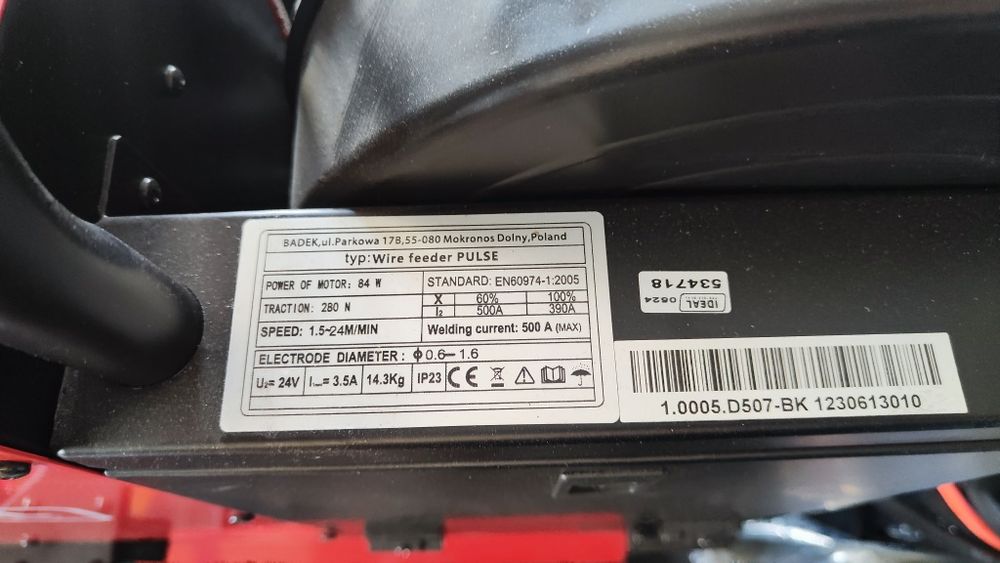 BADEK,ul.Parkowa 17B,55-080 Mokronos Dolny,Poland
typ: Wire feeder PULSE
POWER OF MOTOR: 84 W
STANDARD: EN60974-1:2005
X 60% 100%
TRACTION: 280 N
I₂ 500A 390A
SPEED: 1.5~24M/MIN
Welding current: 500 A (MAX)
ELECTRODE DIAMETER: ϕ0.6— 1.6
U₂= 24V I = 3.5A 14.3Kg IP23 CE
IDEAL
0824
534718
1.0005.D507-BK 1230613010